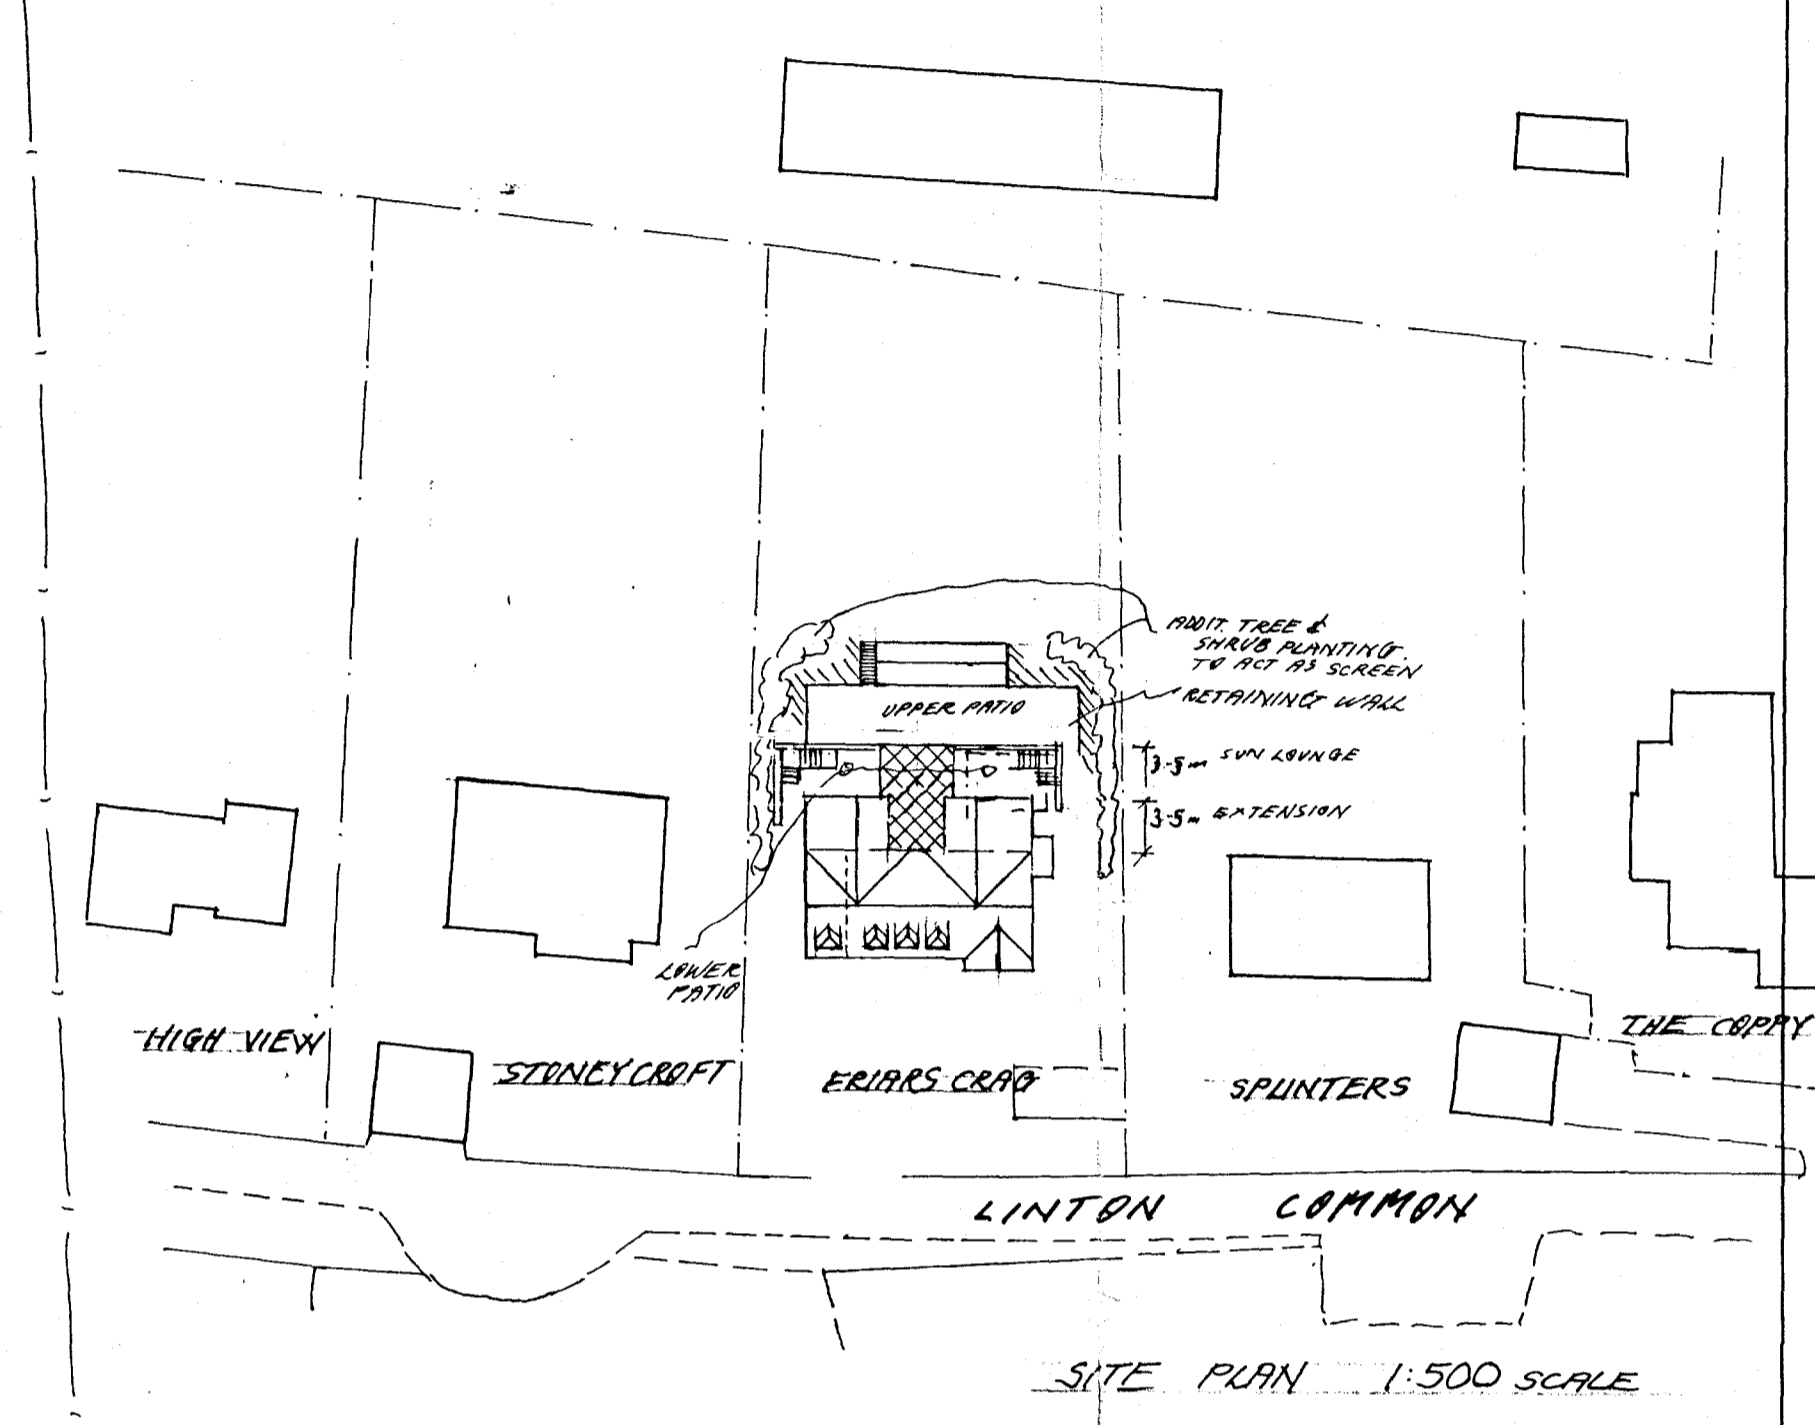 ADDIT. TREE &
SHRUB PLANTING.
TO ACT AS SCREEN
RETAINING WALL
UPPER PATIO
3·5m SUN LOUNGE
3·5m EXTENSION
LOWER
PATIO
HIGH VIEW
STONEYCROFT
FRIARS CRAG
SPLINTERS
THE COPPY
LINTON COMMON
SITE PLAN 1:500 SCALE